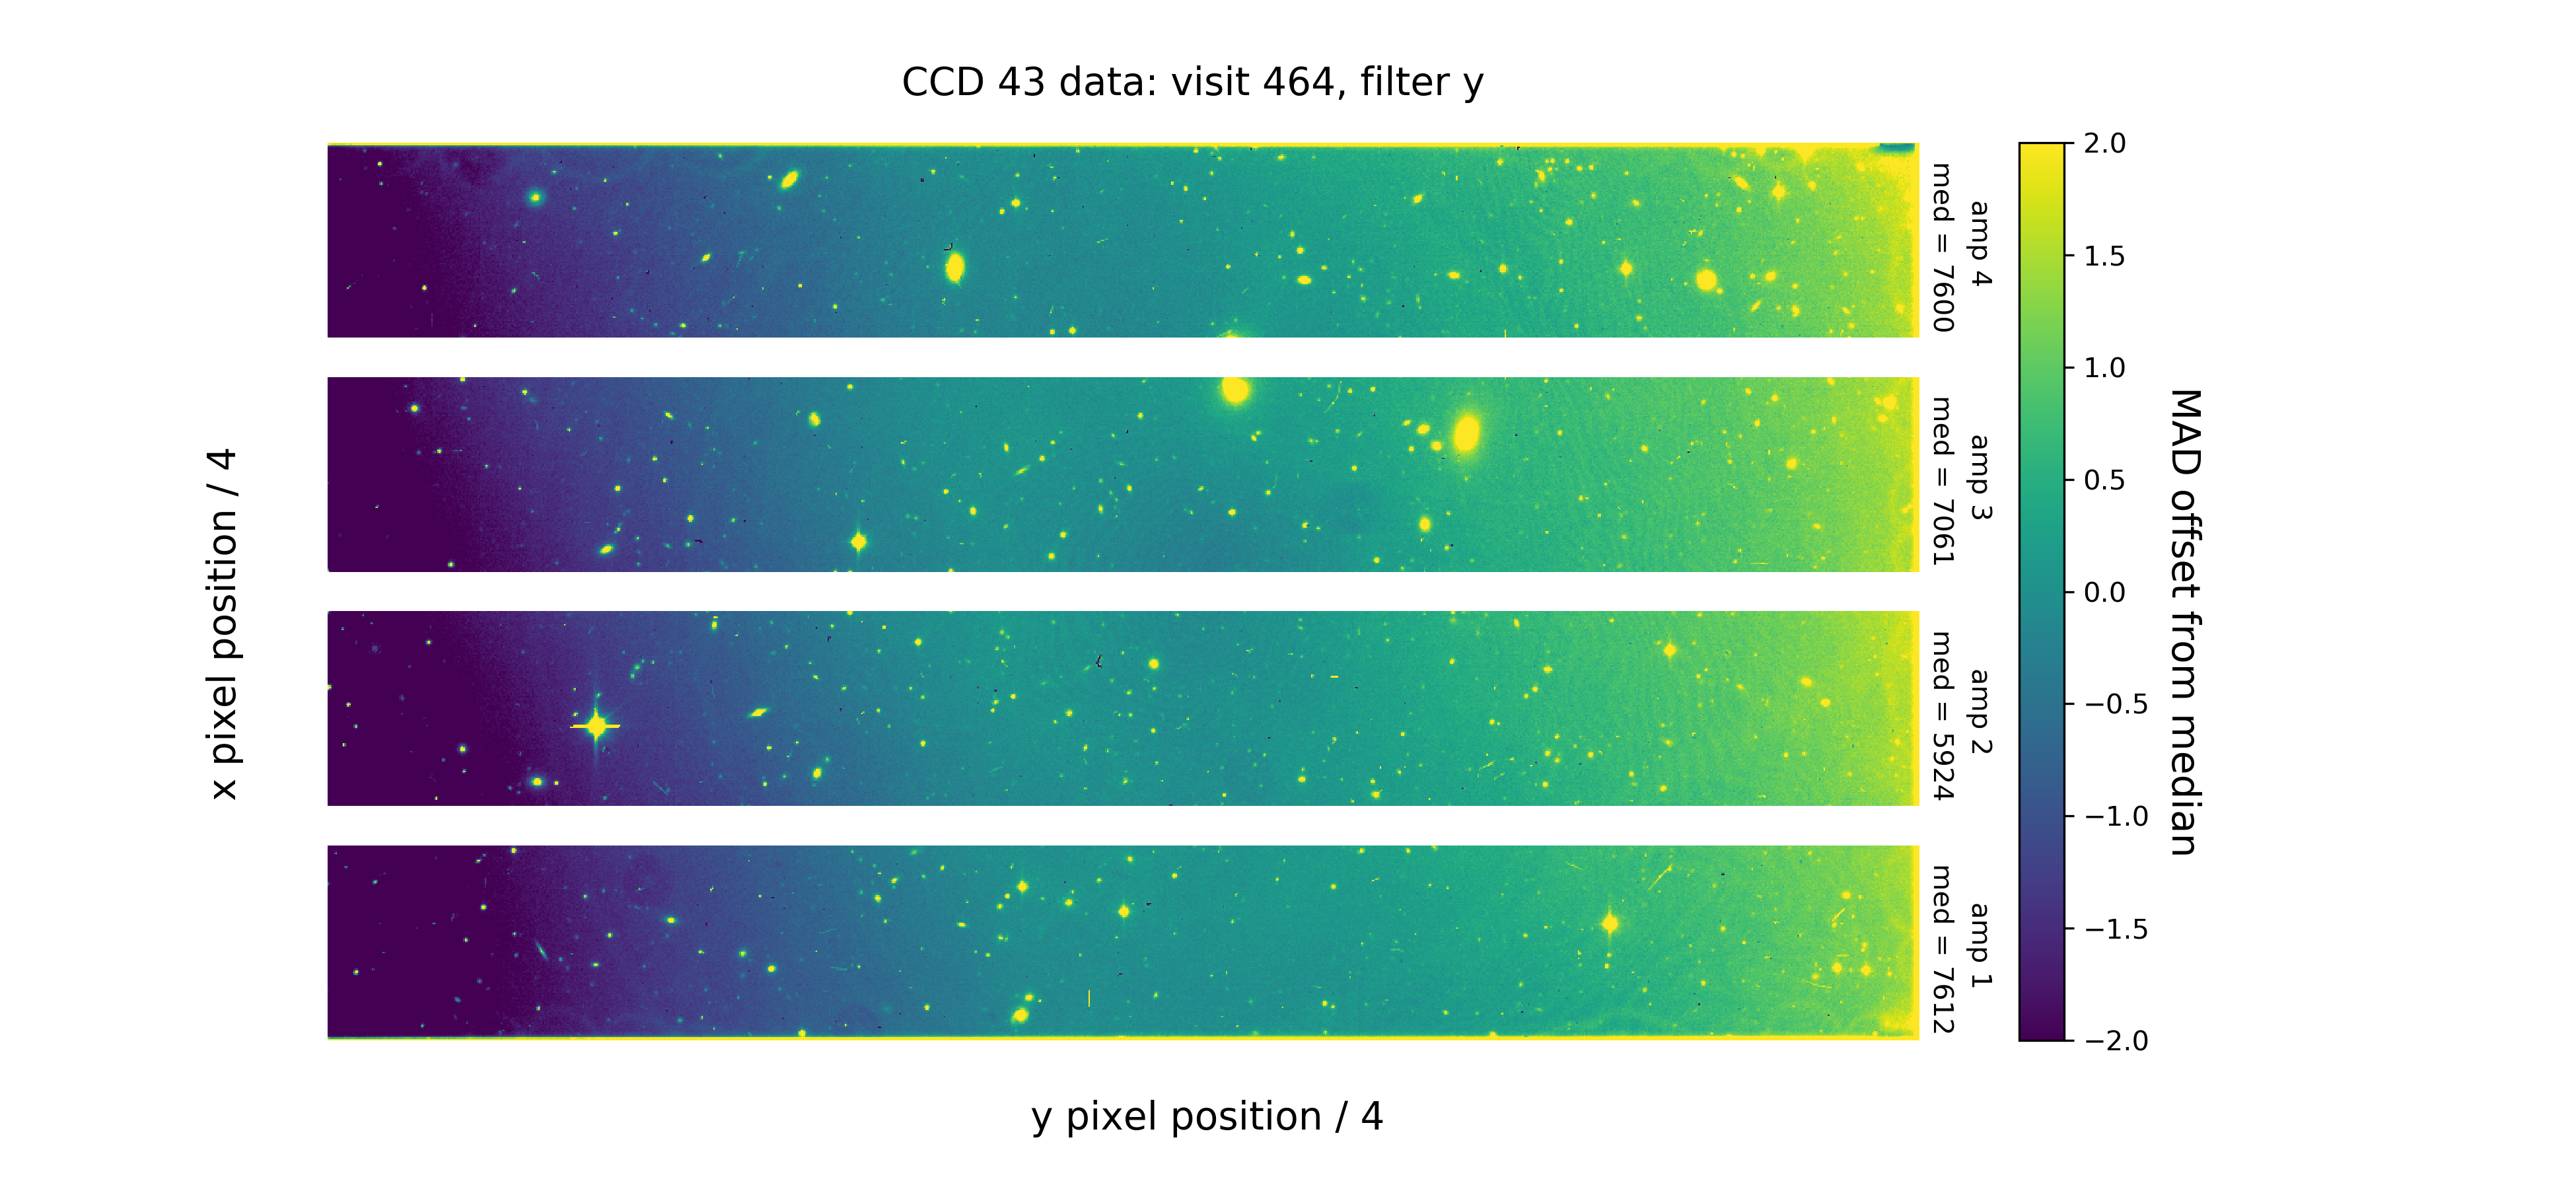 CCD 43 data: visit 464, filter y
x pixel position / 4
amp 4
med = 7600
amp 3
med = 7061
amp 2
med = 5924
amp 1
med = 7612
y pixel position / 4
2.0
1.5
1.0
0.5
0.0
−0.5
−1.0
−1.5
−2.0
MAD offset from median